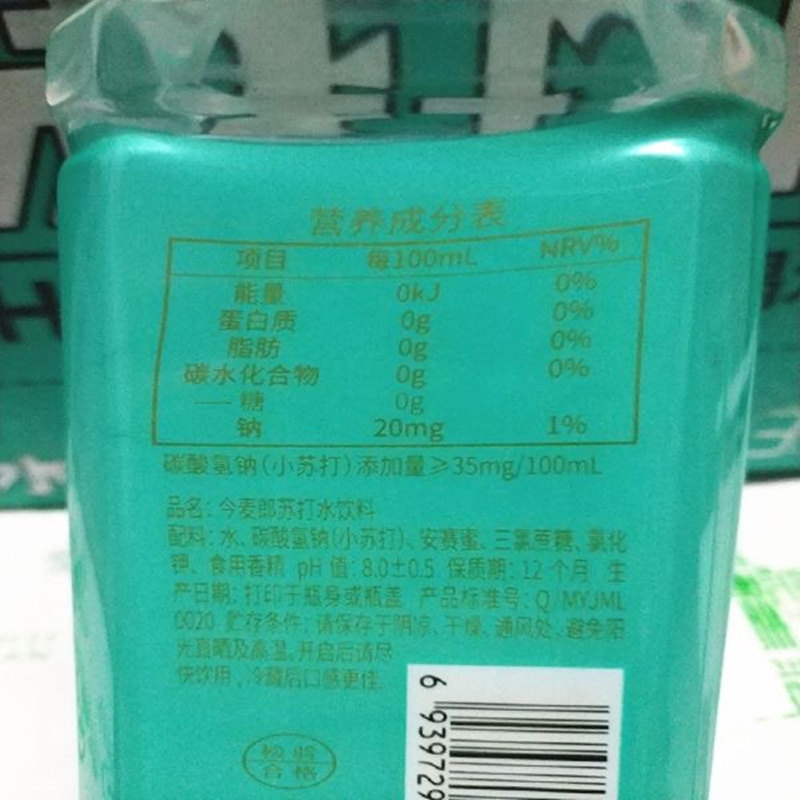 营养成分表
项目 每100mL NRV%
能量 0kJ 0%
蛋白质 0g 0%
脂肪 0g 0%
碳水化合物 0g 0%
——糖 0g
钠 20mg 1%
碳酸氢钠(小苏打)添加量≥35mg/100mL
品名: 今麦郎苏打水饮料
配料: 水、碳酸氢钠(小苏打)、安赛蜜、三氯蔗糖、氯化
钾、食用香精 pH 值: 8.0±0.5 保质期: 12 个月 生
产日期: 打印于瓶身或瓶盖 产品标准号: Q/MYJML
0020 贮存条件: 请保存于阴凉、干燥、通风处,避免阳
光直晒及高温,开启后请尽
快饮用,冷藏后口感更佳.
检验
合格
6 939729